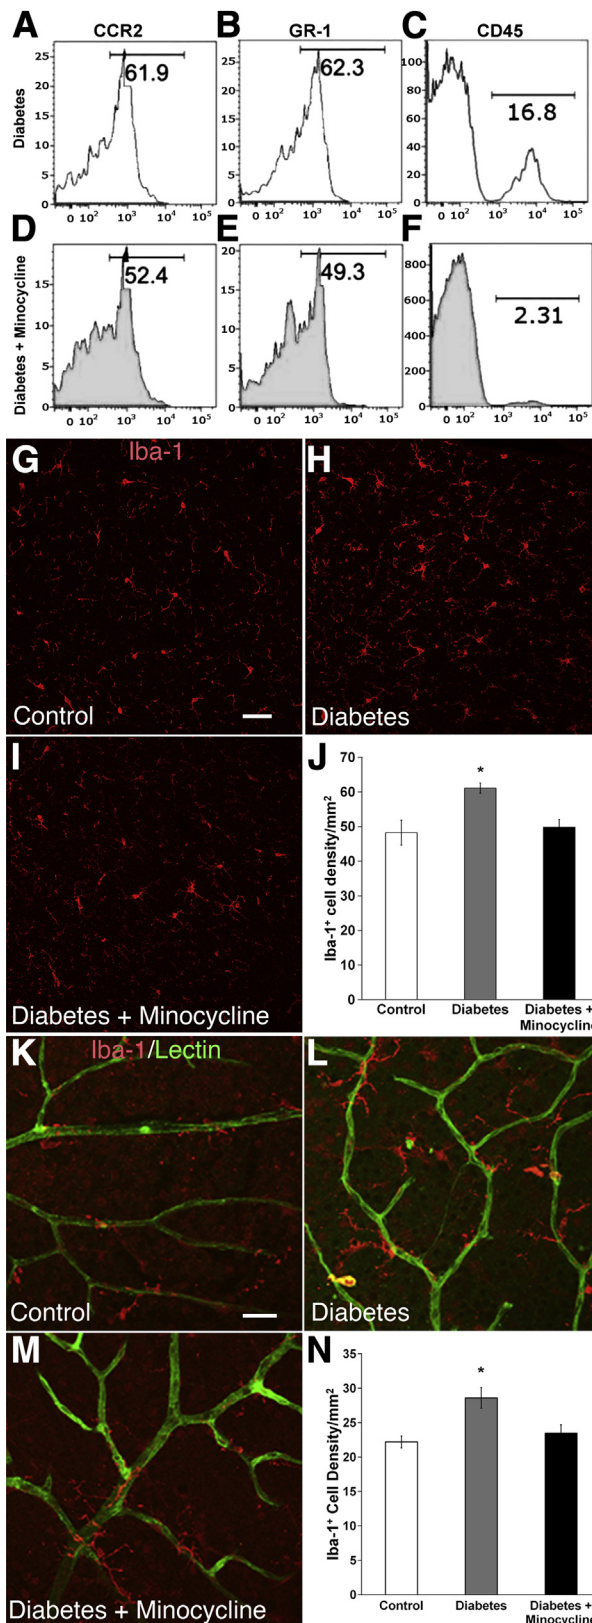 A CCR2 B GR-1 C CD45
Diabetes
25
20
15
10
5
0
61.9
0 10² 10³ 10⁴ 10⁵
25
20
15
10
5
0
62.3
0 10² 10³ 10⁴ 10⁵
100
80
60
40
20
0
16.8
0 10² 10³ 10⁴ 10⁵
D E F
Diabetes + Minocycline
15
10
5
0
52.4
0 10² 10³ 10⁴ 10⁵
20
15
10
5
0
49.3
0 10² 10³ 10⁴ 10⁵
800
600
400
200
0
2.31
0 10² 10³ 10⁴ 10⁵
G Iba-1
Control
H
Diabetes
I
Diabetes + Minocycline
J
Iba-1⁺ cell density/mm²
70
60
50
40
30
20
10
0
*
Control Diabetes Diabetes +
Minocycline
K Iba-1/Lectin
Control
L
Diabetes
M
Diabetes + Minocycline
N
Iba-1⁺ Cell Density/mm²
35
30
25
20
15
10
5
0
*
Control Diabetes Diabetes +
Minocycline